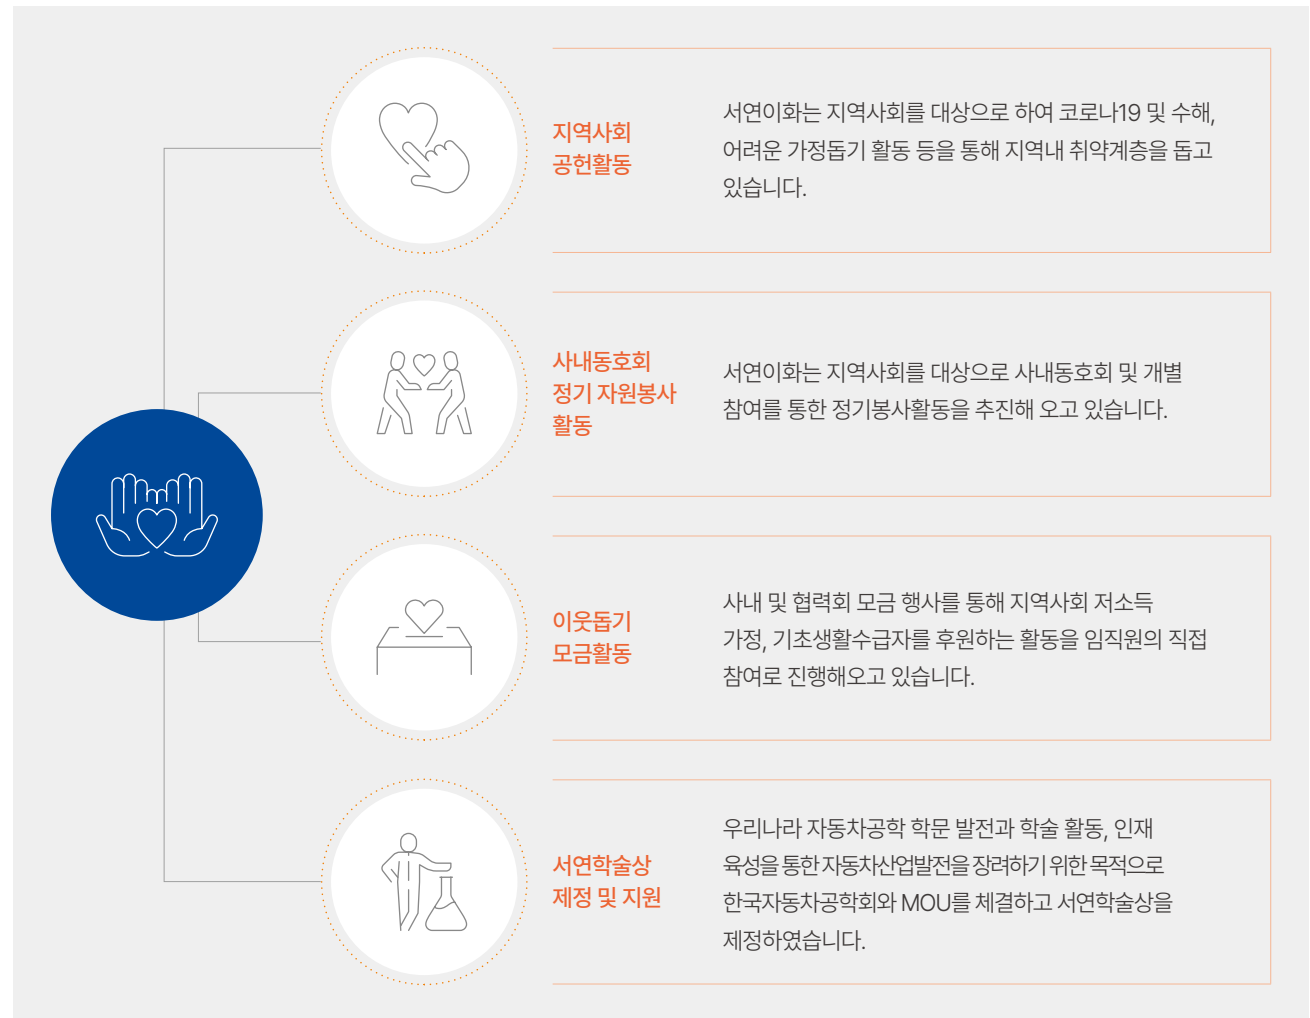 지역사회
공헌활동
서연이화는 지역사회를 대상으로 하여 코로나19 및 수해,
어려운 가정돕기 활동 등을 통해 지역내 취약계층을 돕고
있습니다.
사내동호회
정기 자원봉사
활동
서연이화는 지역사회를 대상으로 사내동호회 및 개별
참여를 통한 정기봉사활동을 추진해 오고 있습니다.
이웃돕기
모금활동
사내 및 협력회 모금 행사를 통해 지역사회 저소득
가정, 기초생활수급자를 후원하는 활동을 임직원의 직접
참여로 진행해오고 있습니다.
서연학술상
제정 및 지원
우리나라 자동차공학 학문 발전과 학술 활동, 인재
육성을 통한 자동차산업발전을 장려하기 위한 목적으로
한국자동차공학회와 MOU를 체결하고 서연학술상을
제정하였습니다.